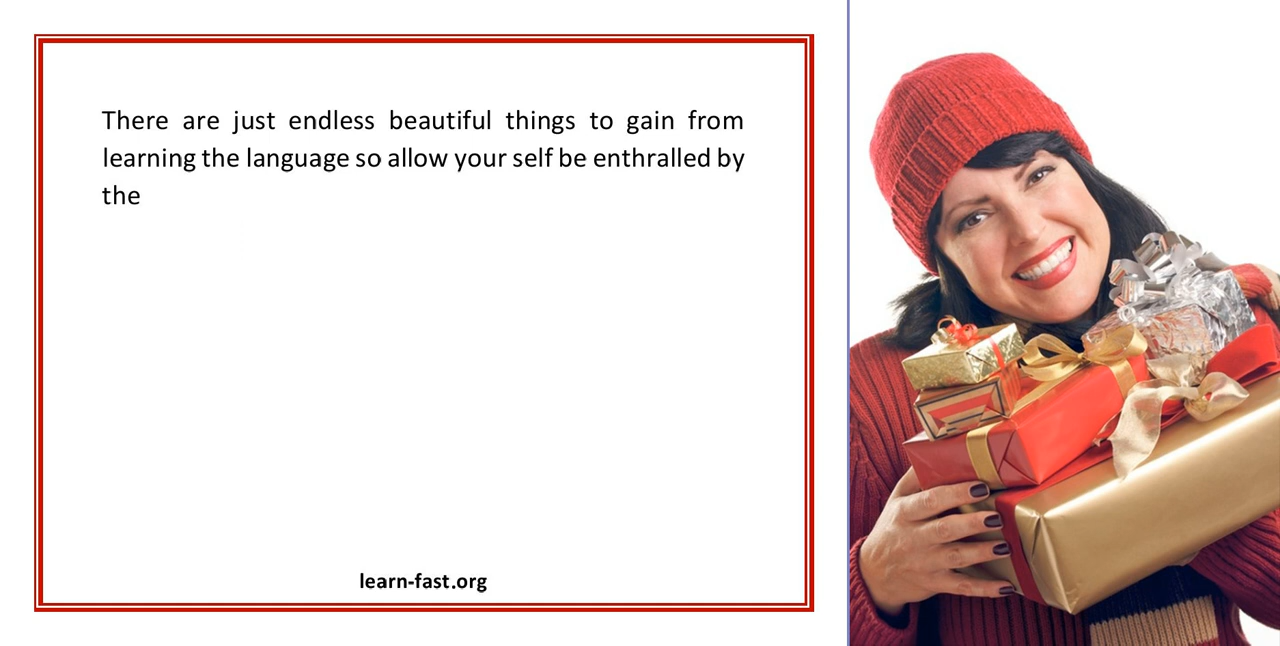 There are just endless beautiful things to gain from
learning the language so allow your self be enthralled by
the
learn-fast.org